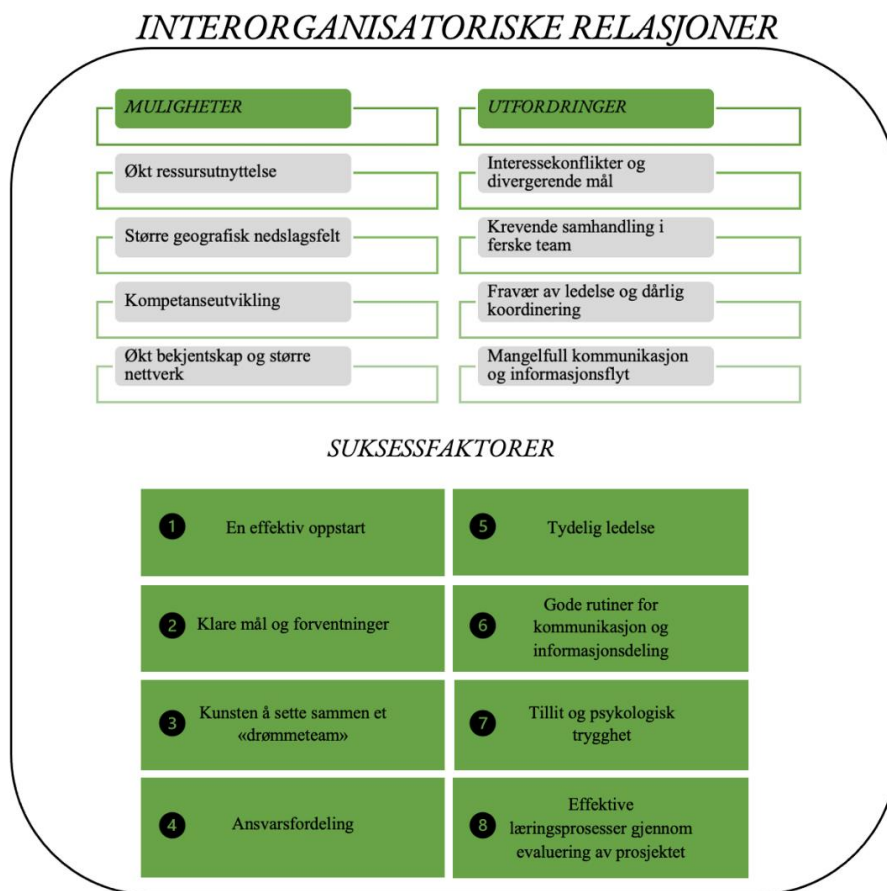 INTERORGANISATORISKE RELASJONER
MULIGHETER
Økt ressursutnyttelse
Større geografisk nedslagsfelt
Kompetanseutvikling
Økt bekjentskap og større
nettverk
UTFORDRINGER
Interessekonflikter og
divergerende mål
Krevende samhandling i
ferske team
Fravær av ledelse og dårlig
koordinering
Mangelfull kommunikasjon
og informasjonsflyt
SUKSESSFAKTORER
1 En effektiv oppstart
2 Klare mål og forventninger
3 Kunsten å sette sammen et
«drømmeteam»
4 Ansvarsfordeling
5 Tydelig ledelse
6 Gode rutiner for
kommunikasjon og
informasjonsdeling
7 Tillit og psykologisk
trygghet
8 Effektive
læringsprosesser gjennom
evaluering av prosjektet